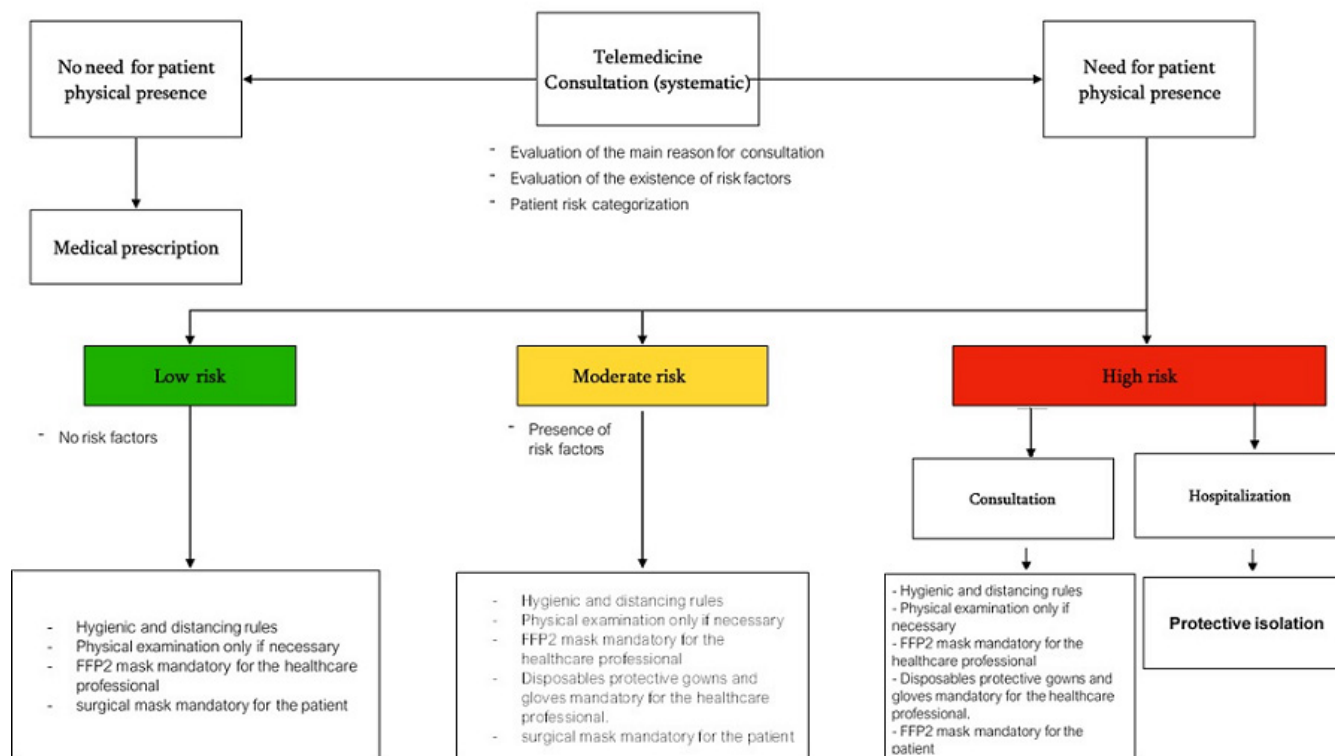 No need for patient
physical presence
Telemedicine
Consultation (systematic)
Need for patient
physical presence
- Evaluation of the main reason for consultation
- Evaluation of the existence of risk factors
- Patient risk categorization
Medical prescription
Low risk
Moderate risk
High risk
- No risk factors
- Presence of
risk factors
Consultation
Hospitalization
- Hygienic and distancing rules
- Physical examination only if necessary
- FFP2 mask mandatory for the healthcare
professional
- surgical mask mandatory for the patient
- Hygienic and distancing rules
- Physical examination only if necessary
- FFP2 mask mandatory for the
healthcare professional
- Disposables protective gowns and
gloves mandatory for the healthcare
professional.
- surgical mask mandatory for the patient
- Hygienic and distancing rules
- Physical examination only if
necessary
- FFP2 mask mandatory for the
healthcare professional
- Disposables protective gowns and
gloves mandatory for the healthcare
professional.
- FFP2 mask mandatory for the
patient
Protective isolation